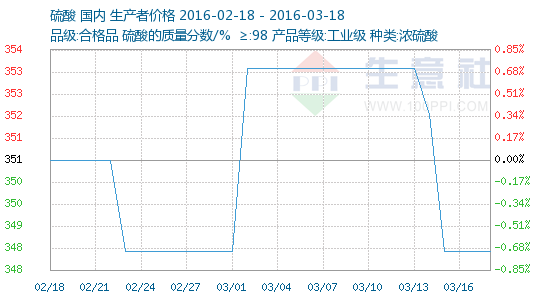 硫酸 国内 生产者价格 2016-02-18 - 2016-03-18
品级:合格品 硫酸的质量分数/% ≥:98 产品等级:工业级 种类:浓硫酸
354 0.85%
353 0.68%
353 0.51%
352 0.34%
351 0.17%
351 0.00%
350 -0.17%
350 -0.34%
349 -0.51%
348 -0.68%
348 -0.85%
生意社
WWW.100PPI.COM
02/18 02/21 02/24 02/27 03/01 03/04 03/07 03/10 03/13 03/16